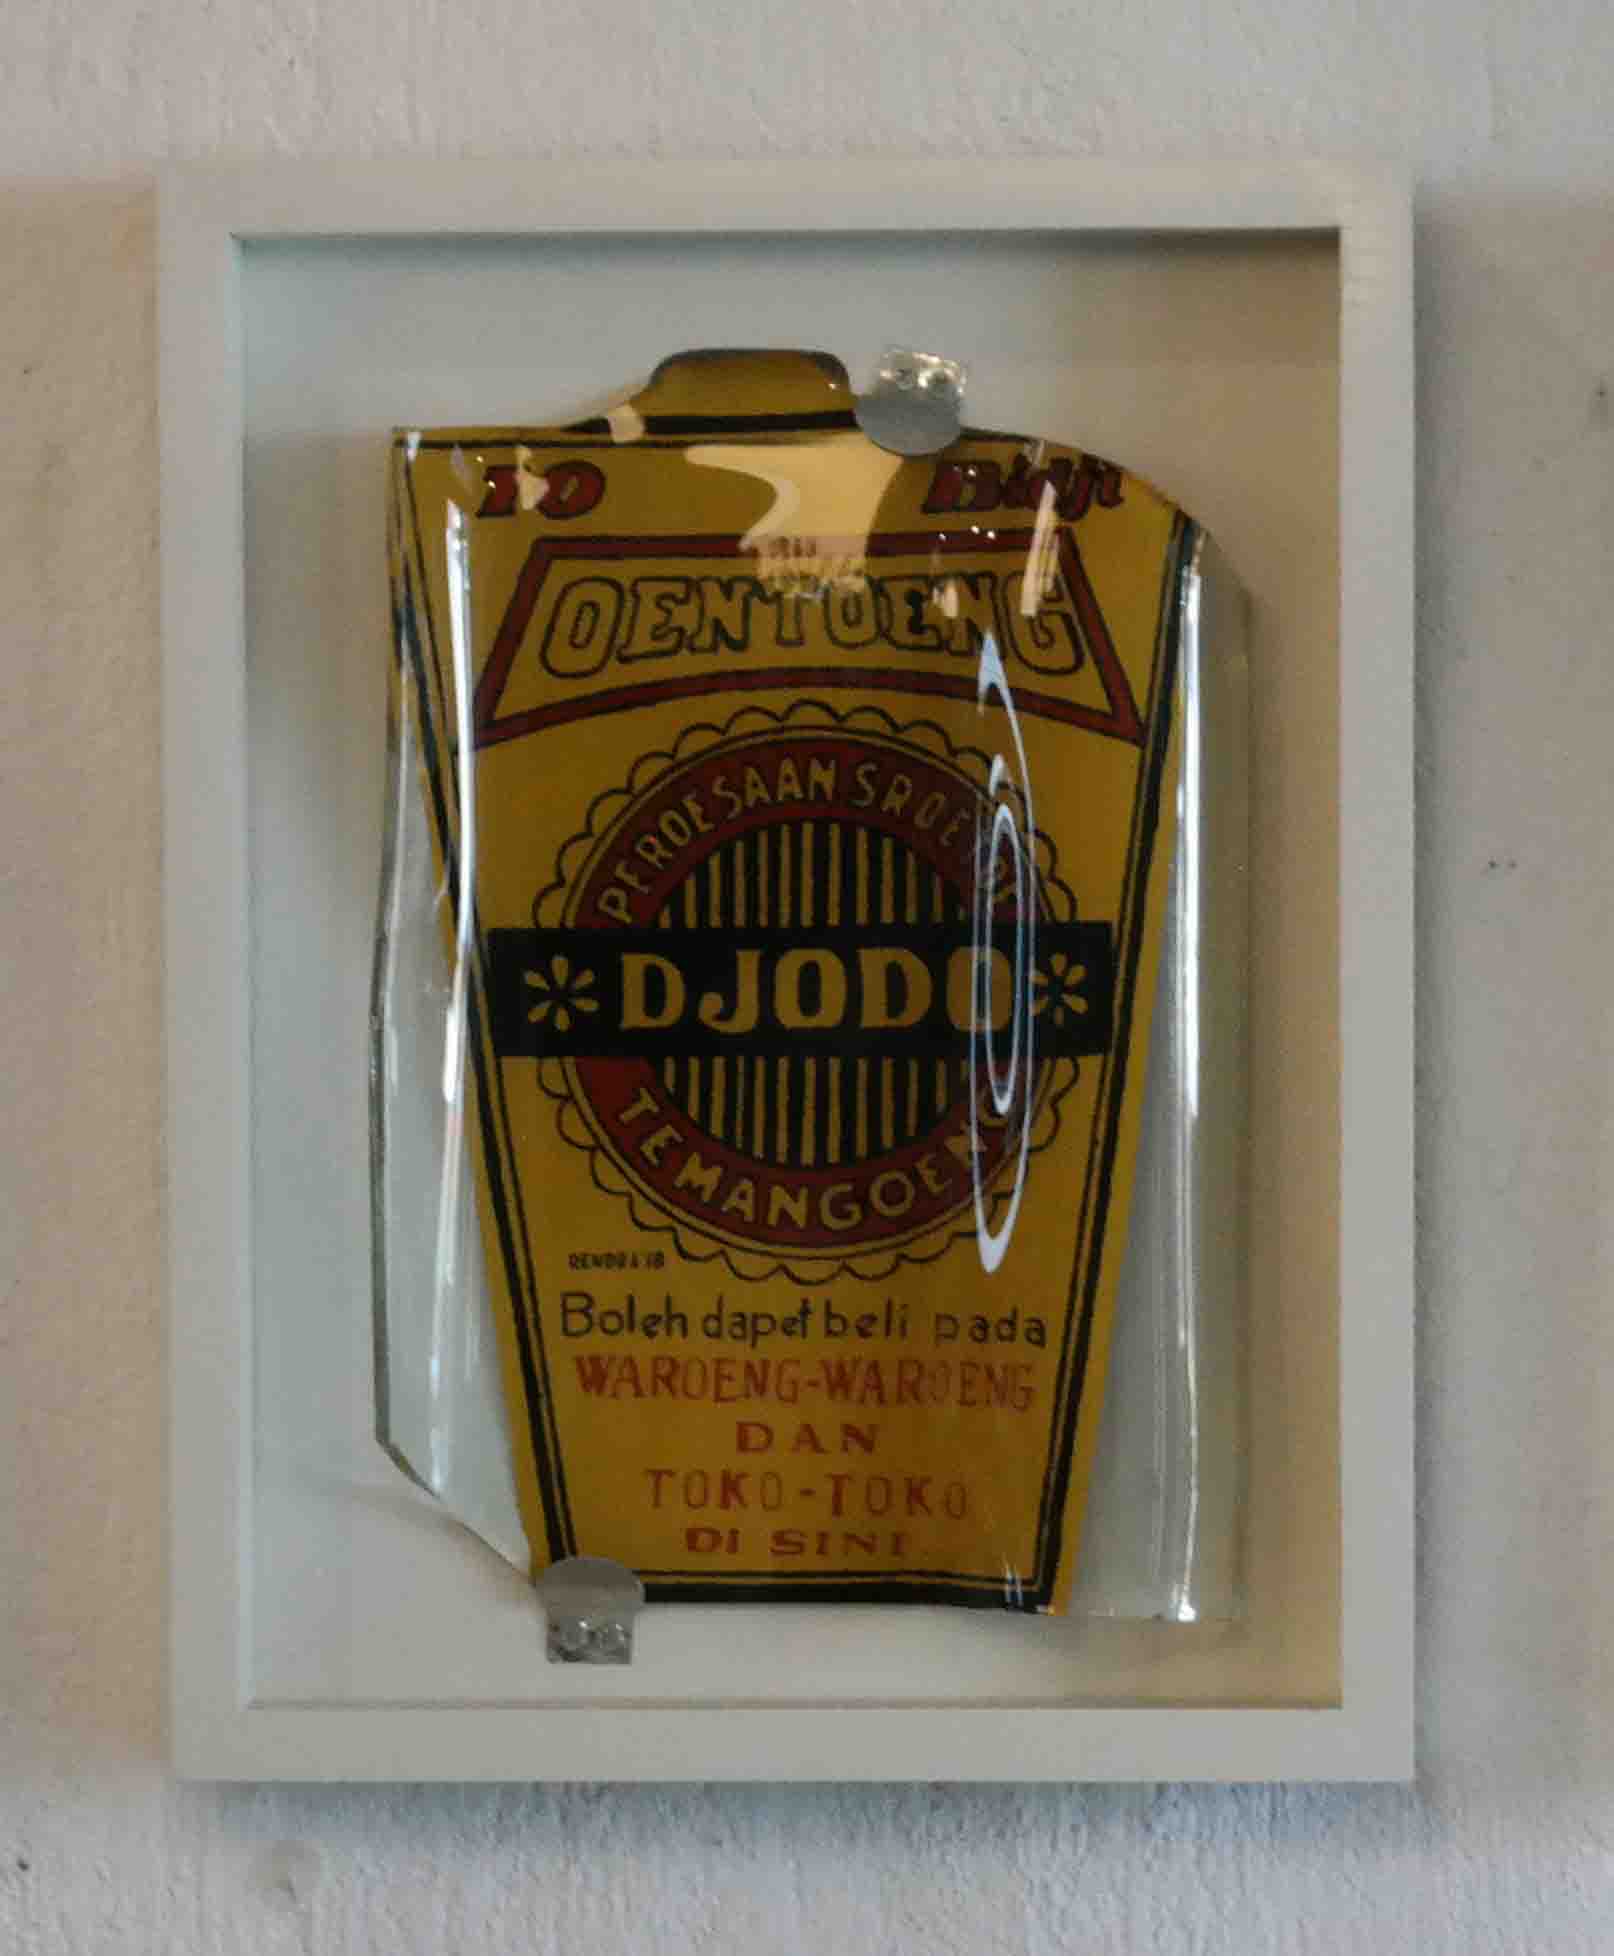 10 Bidji
OENTOENG
PEROESAAN SROETOE
DJODO
TEMANGOENG
RENDRA'18
Boleh dapet beli pada
WAROENG-WAROENG
DAN
TOKO-TOKO
Di SINI